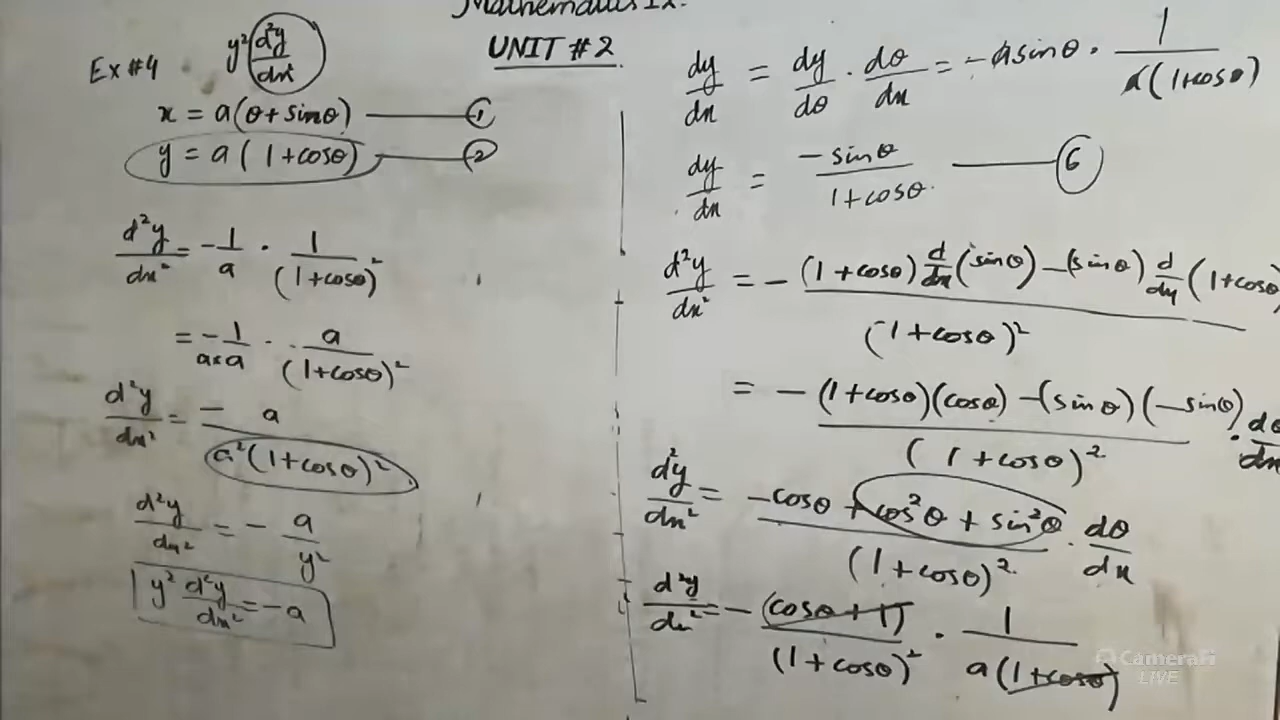 Mathematics
UNIT #2
Ex #4 y² d²y/dx²
x = a(θ + sinθ) —— ①
y = a(1+cosθ) —— ②
d²y/dx² = -1/a · 1/(1+cosθ)²
= -1/a×a · a/(1+cosθ)²
d²y/dx² = - a/a²(1+cosθ)²
d²y/dx² = - a/y²
y² d²y/dx² = -a
dy/dx = dy/dθ · dθ/dx = -a sinθ · 1/a(1+cosθ)
dy/dx = -sinθ/1+cosθ —— ⑥
d²y/dx² = - (1+cosθ) d/dx (sinθ) - (sinθ) d/dx (1+cosθ)/(1+cosθ)²
= - (1+cosθ)(cosθ) - (sinθ)(-sinθ)/(1+cosθ)² · dθ/dx
d²y/dx² = -cosθ + cos²θ + sin²θ/(1+cosθ)² · dθ/dx
d²y/dx² = - (cosθ+1)/(1+cosθ)² · 1/a(1+cosθ)
CameraFi
LIVE